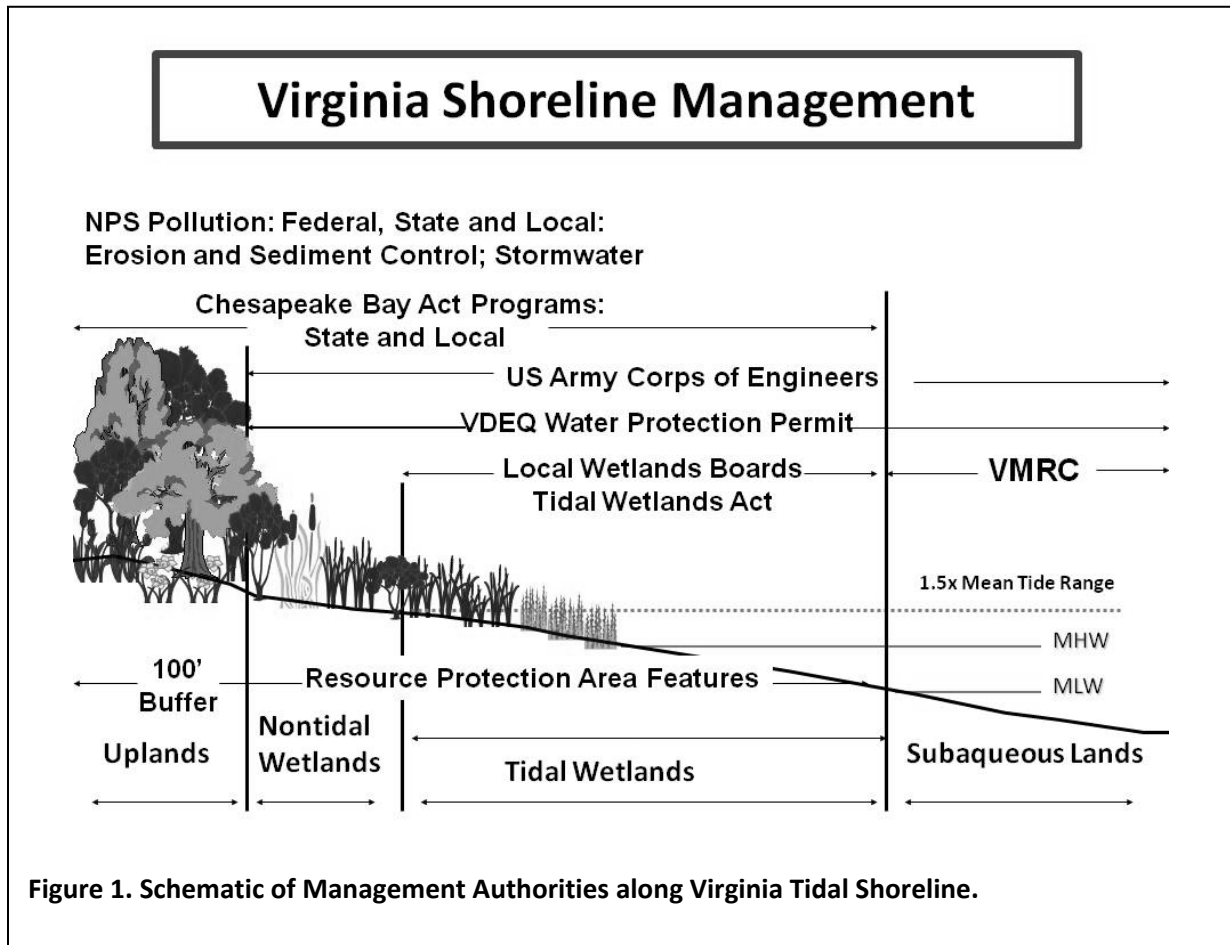 Virginia Shoreline Management
NPS Pollution: Federal, State and Local:
Erosion and Sediment Control; Stormwater
Chesapeake Bay Act Programs:
State and Local
US Army Corps of Engineers
VDEQ Water Protection Permit
Local Wetlands Boards
Tidal Wetlands Act
VMRC
1.5x Mean Tide Range
MHW
MLW
100'
Buffer
Resource Protection Area Features
Uplands
Nontidal
Wetlands
Tidal Wetlands
Subaqueous Lands
Figure 1. Schematic of Management Authorities along Virginia Tidal Shoreline.